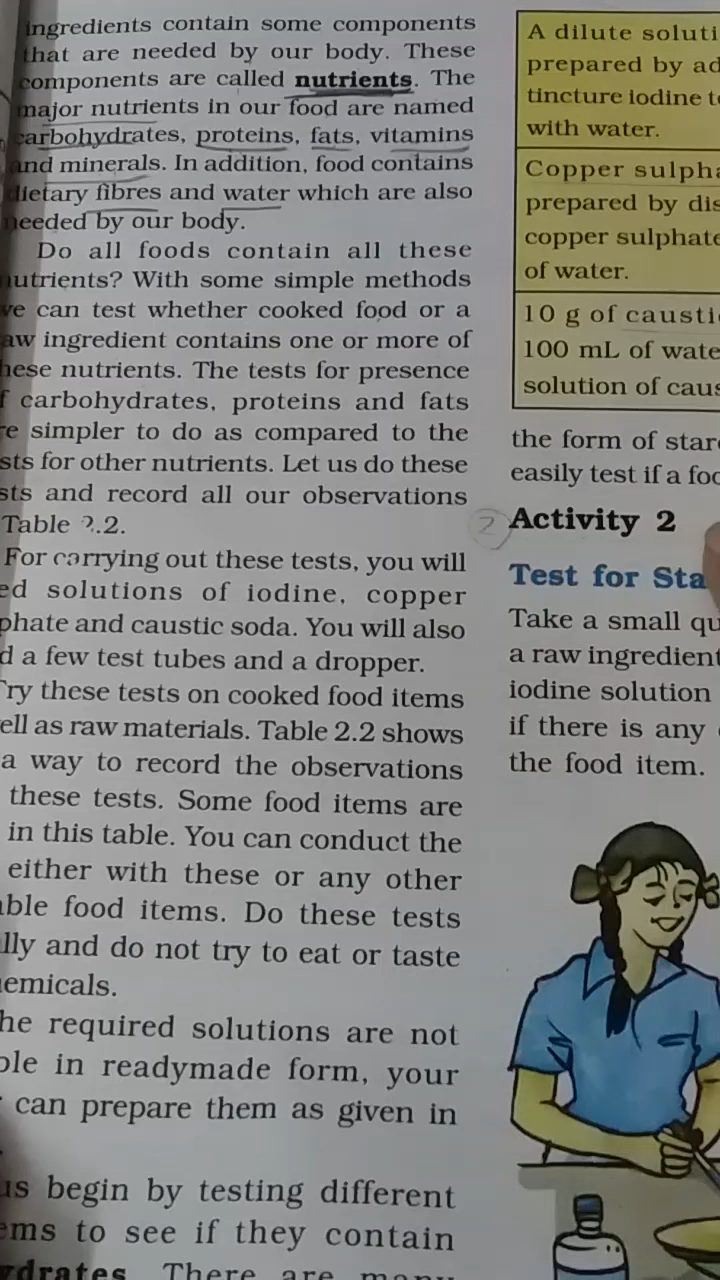 ingredients contain some components
that are needed by our body. These
components are called nutrients. The
major nutrients in our food are named
carbohydrates, proteins, fats, vitamins
and minerals. In addition, food contains
dietary fibres and water which are also
needed by our body.
Do all foods contain all these
nutrients? With some simple methods
we can test whether cooked food or a
raw ingredient contains one or more of
these nutrients. The tests for presence
f carbohydrates, proteins and fats
re simpler to do as compared to the
sts for other nutrients. Let us do these
sts and record all our observations
Table 2.2.
For carrying out these tests, you will
ed solutions of iodine, copper
phate and caustic soda. You will also
d a few test tubes and a dropper.
Try these tests on cooked food items
ell as raw materials. Table 2.2 shows
a way to record the observations
these tests. Some food items are
in this table. You can conduct the
either with these or any other
able food items. Do these tests
lly and do not try to eat or taste
emicals.
he required solutions are not
ble in readymade form, your
can prepare them as given in
us begin by testing different
ems to see if they contain
ydrates. There are many
A dilute soluti
prepared by ad
tincture iodine t
with water.
Copper sulpha
prepared by dis
copper sulphate
of water.
10 g of causti
100 mL of wate
solution of caus
the form of star
easily test if a foo
2 Activity 2
Test for Sta
Take a small qu
a raw ingredient
iodine solution
if there is any
the food item.